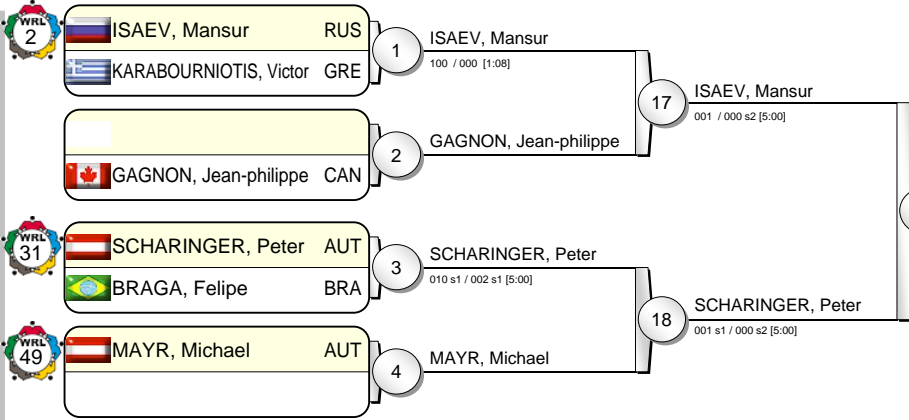 WRL
2
ISAEV, Mansur RUS
KARABOURNIOTIS, Victor GRE
1
ISAEV, Mansur
100 / 000 [1:08]
GAGNON, Jean-philippe CAN
2
GAGNON, Jean-philippe
17
ISAEV, Mansur
001 / 000 s2 [5:00]
WRL
31
SCHARINGER, Peter AUT
BRAGA, Felipe BRA
3
SCHARINGER, Peter
010 s1 / 002 s1 [5:00]
WRL
49
MAYR, Michael AUT
4
MAYR, Michael
18
SCHARINGER, Peter
001 s1 / 000 s2 [5:00]